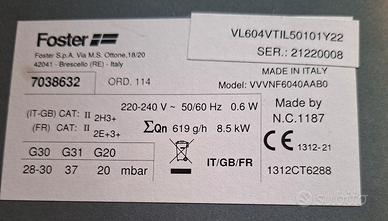 Foster
Foster S.p.A. Via M.S. Ottone,18/20
42041 - Brescello (RE) - Italy
VL604VTIL50101Y22
SER.: 21220008
MADE IN ITALY
7038632
ORD. 114
Model: VVVNF6040AAB0
220-240 V ~ 50/60 Hz 0.6 W
Made by
N.C.1187
(IT-GB) CAT: II 2H3+
(FR) CAT: II 2E+3+
ΣQn 619 g/h 8.5kW
CE 1312-21
G30 G31 G20
28-30 37 20 mbar
IT/GB/FR
1312CT6288
subito